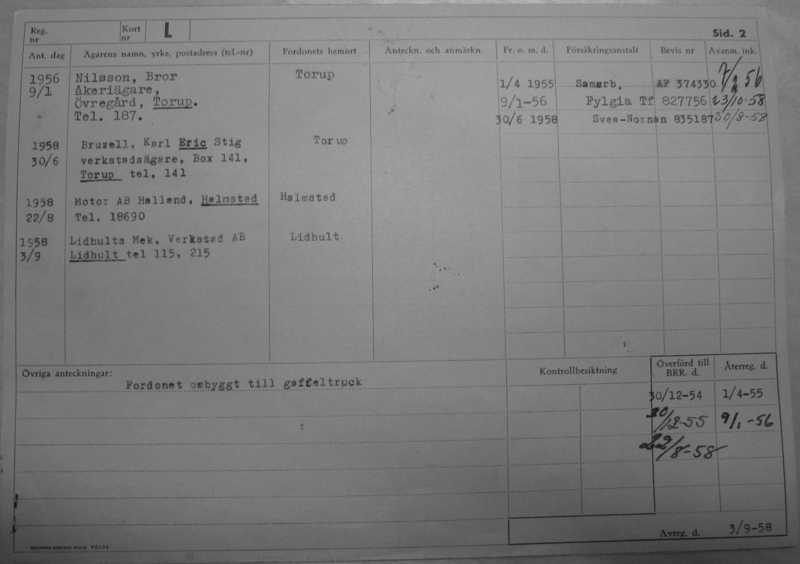 Reg. nr
Kort nr
L
Sid. 2
Ant. dag
Ägarens namn, yrke, postadress (tel.-nr)
Fordonets hemort
Anteckn. och anmärkn.
Fr. o. m. d.
Försäkringsanstalt
Bevis nr
Avanm. ink.
1956 Nilsson, Bror Torup
9/1 Åkeriägare,
Övregård, Torup.
Tel. 187.
1/4 1955 Samarb. AF 374330
9/1-56 Fylgia Tf 827756 23/10-58
30/6 1958 Svea-Nornan 835187 30/8-58
1958 Bruzell, Karl Eric Stig Torup
30/6 verkstadsägare, Box 141,
Torup tel. 141
1958 Motor AB Halland, Halmstad Halmstad
22/8 Tel. 18690
1958 Lidhults Mek. Verkstad AB Lidhult
3/9 Lidhult tel 115, 215
Övriga anteckningar:
Fordonet ombyggt till gaffeltruck
Kontrollbesiktning
Överförd till BRR. d.
Återreg. d.
30/12-54 1/4-55
30/12-55 9/1-56
22/8-58
Avreg. d. 3/9-58